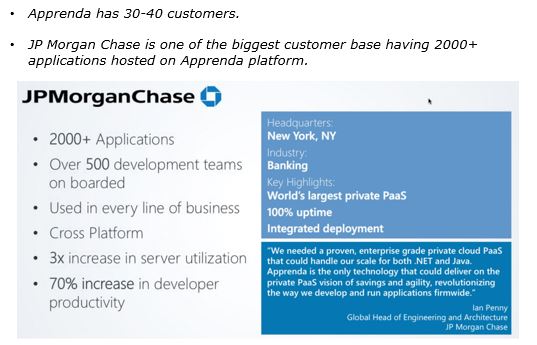 • Apprenda has 30-40 customers.
• JP Morgan Chase is one of the biggest customer base having 2000+
applications hosted on Apprenda platform.
JPMorganChase
• 2000+ Applications
• Over 500 development teams
on boarded
• Used in every line of business
• Cross Platform
• 3x increase in server utilization
• 70% increase in developer
productivity
Headquarters:
New York, NY
Industry:
Banking
Key Highlights:
World's largest private PaaS
100% uptime
Integrated deployment
"We needed a proven, enterprise grade private cloud PaaS
that could handle our scale for both .NET and Java.
Apprenda is the only technology that could deliver on the
private PaaS vision of savings and agility, revolutionizing
the way we develop and run applications firmwide."
Ian Penny
Global Head of Engineering and Architecture
JP Morgan Chase